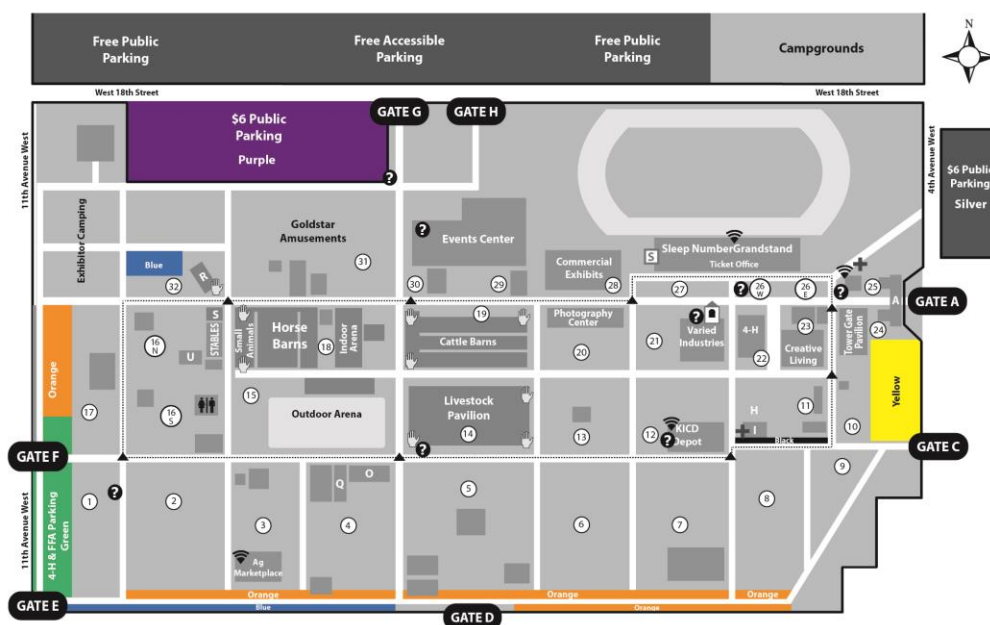 Free Public
Parking
Free Accessible
Parking
Free Public
Parking
Campgrounds
N
West 18th Street
West 18th Street
11th Avenue West
4th Avenue West
$6 Public
Parking
Purple
GATE G
GATE H
$6 Public
Parking
Silver
?
Exhibitor Camping
Goldstar
Amusements
31
?
Events Center
30
29
Commercial
Exhibits
28
S
Sleep NumberGrandstand
Ticket Office
Blue
32
R
27
?
26
W
26
E
?
25
A
GATE A
S
STABLES
16
N
U
Small
Animals
Horse
Barns
18
Indoor
Arena
19
Cattle Barns
Photography
Center
20
21
?
Varied
Industries
4-H
22
23
Creative
Living
Tower Gate
Pavilion
24
Orange
17
16
S
15
Outdoor Arena
Livestock
Pavilion
14
?
13
12
KICD
Depot
?
H
I
11
Black
10
Yellow
GATE F
GATE C
9
11th Avenue West
4-H & FFA Parking
Green
1
?
2
3
Ag
Marketplace
Q
O
4
5
6
7
8
Orange
Orange
Orange
GATE E
Blue
GATE D
Orange